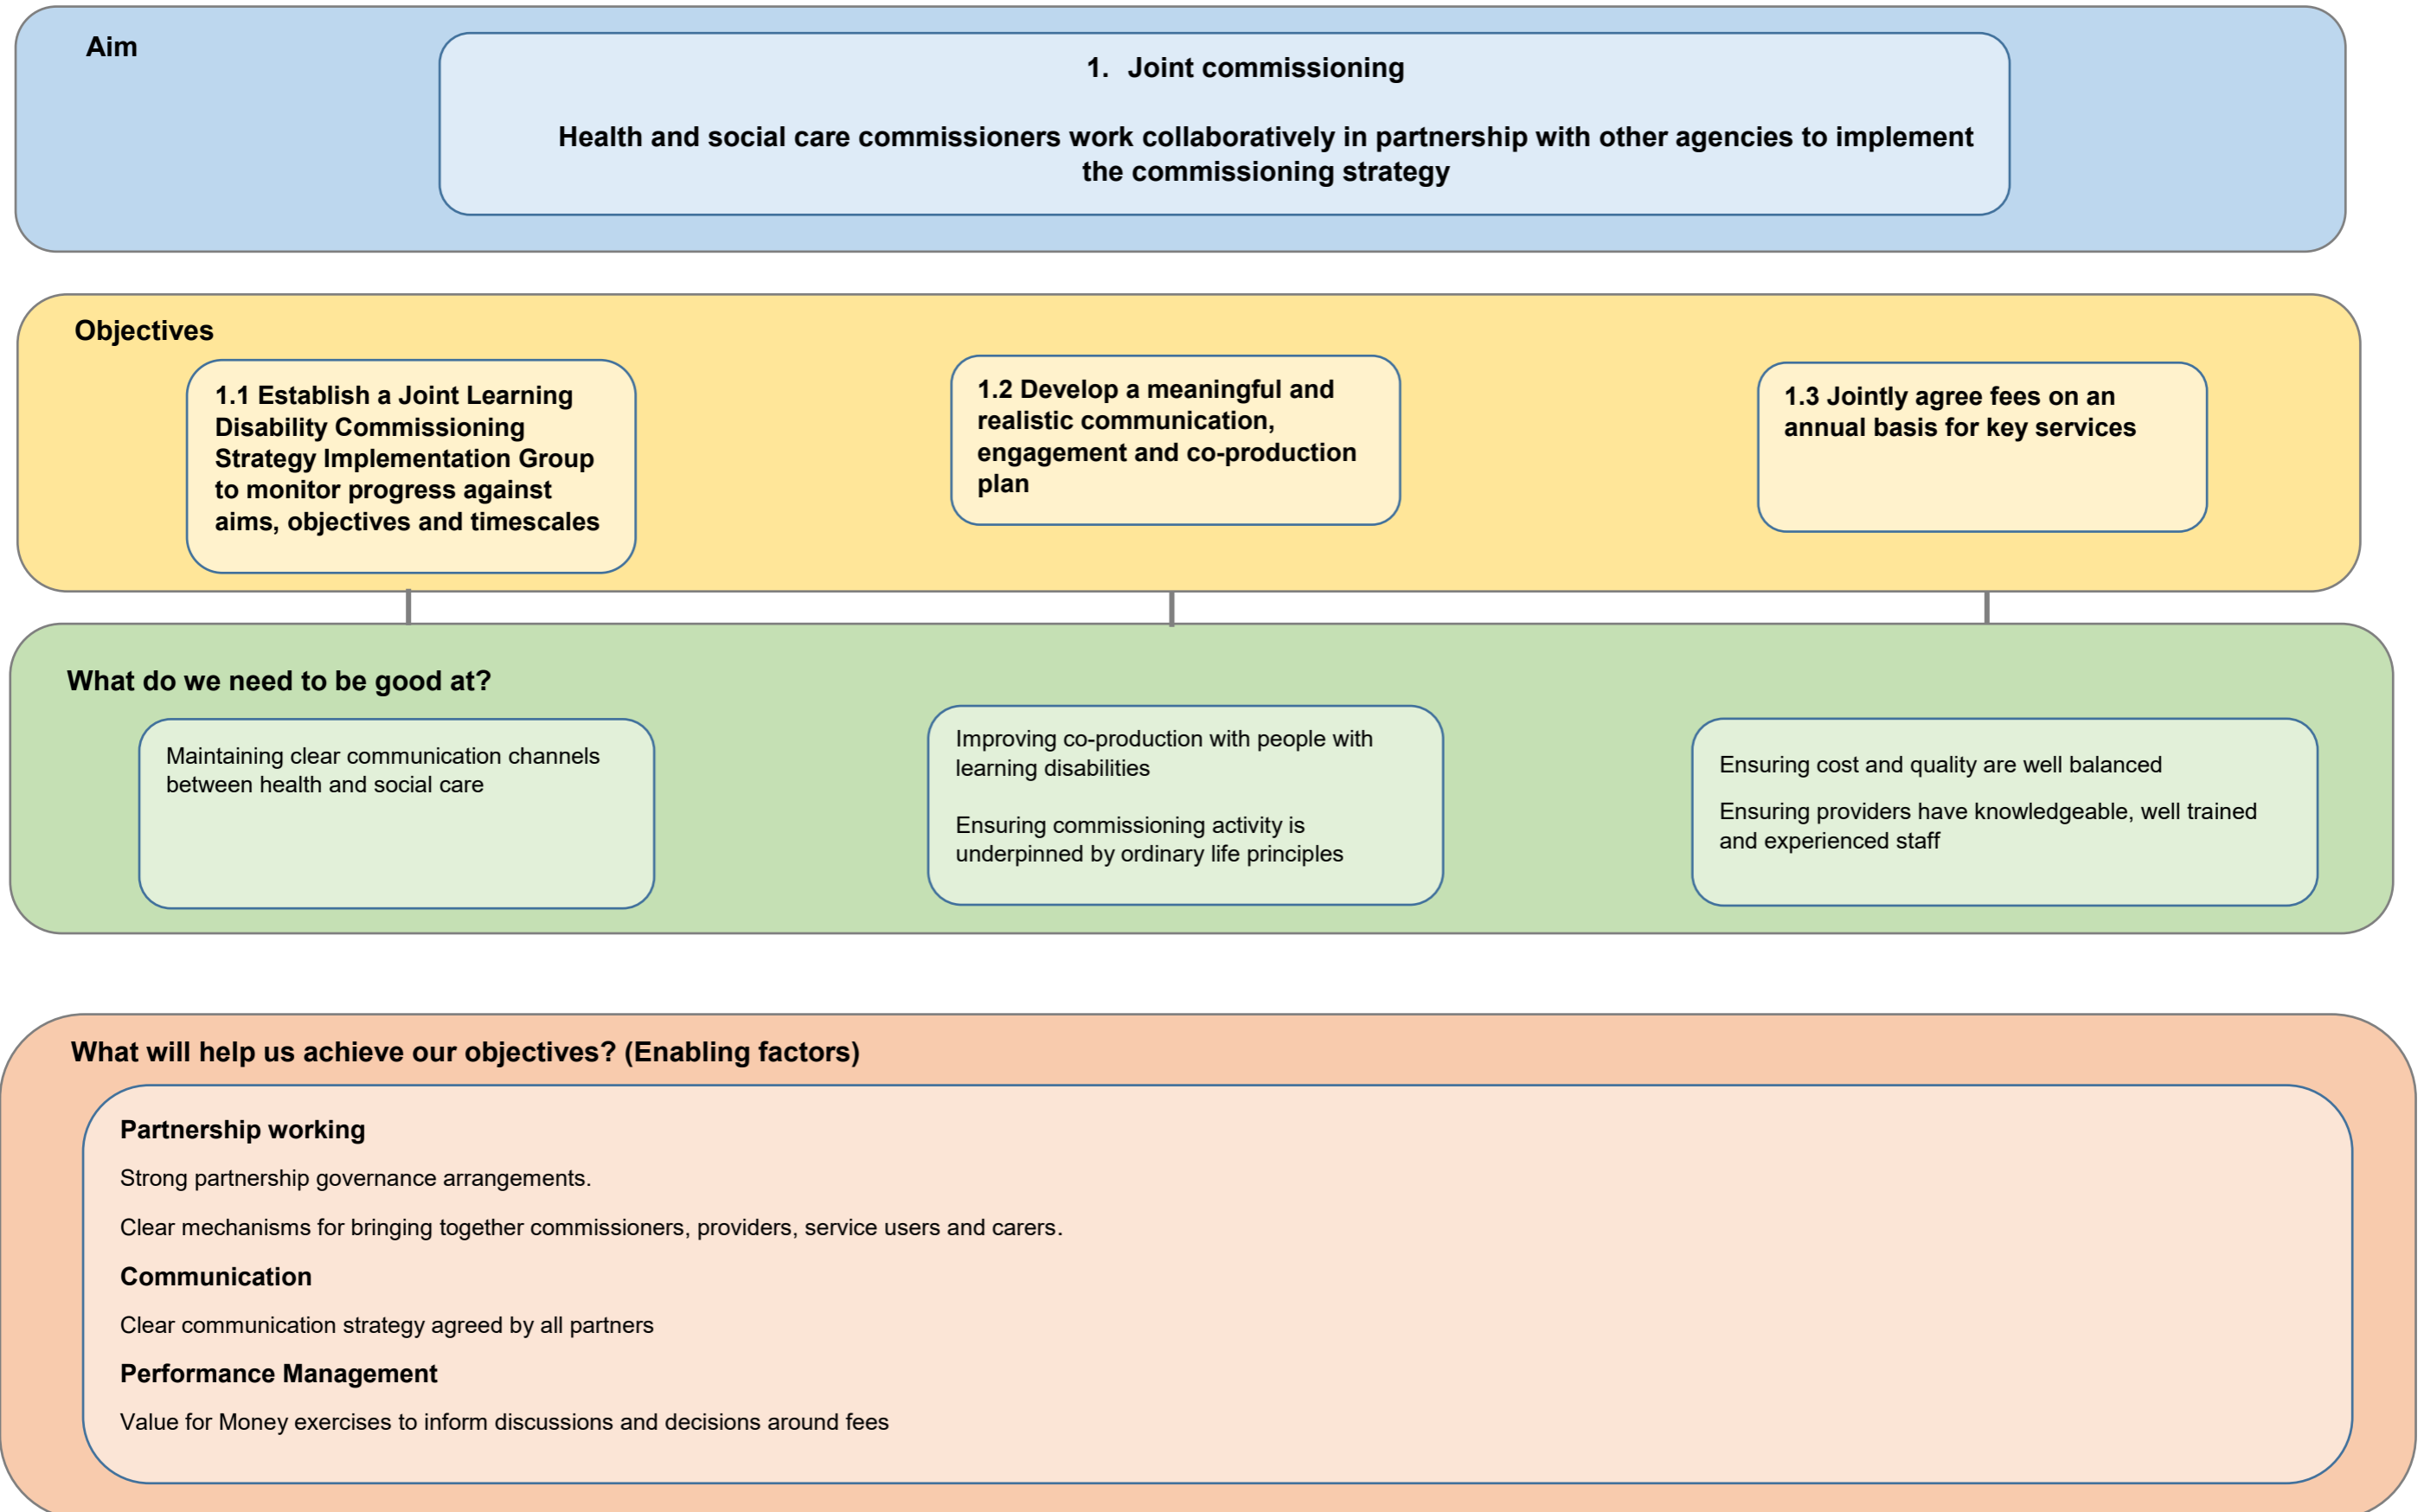 Aim
1. Joint commissioning
Health and social care commissioners work collaboratively in partnership with other agencies to implement
the commissioning strategy
Objectives
1.1 Establish a Joint Learning
Disability Commissioning
Strategy Implementation Group
to monitor progress against
aims, objectives and timescales
1.2 Develop a meaningful and
realistic communication,
engagement and co-production
plan
1.3 Jointly agree fees on an
annual basis for key services
What do we need to be good at?
Maintaining clear communication channels
between health and social care
Improving co-production with people with
learning disabilities
Ensuring commissioning activity is
underpinned by ordinary life principles
Ensuring cost and quality are well balanced
Ensuring providers have knowledgeable, well trained
and experienced staff
What will help us achieve our objectives? (Enabling factors)
Partnership working
Strong partnership governance arrangements.
Clear mechanisms for bringing together commissioners, providers, service users and carers.
Communication
Clear communication strategy agreed by all partners
Performance Management
Value for Money exercises to inform discussions and decisions around fees